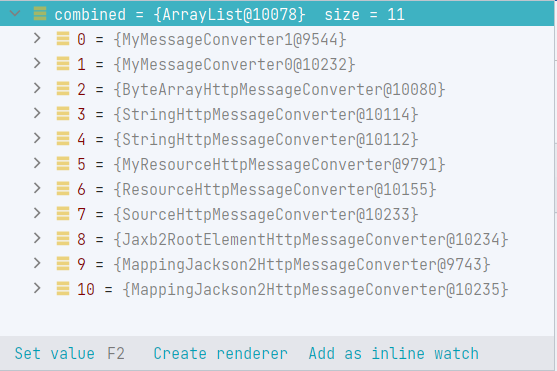 combined = {ArrayList@10078} size = 11
0 = {MyMessageConverter1@9544}
1 = {MyMessageConverter0@10232}
2 = {ByteArrayHttpMessageConverter@10080}
3 = {StringHttpMessageConverter@10114}
4 = {StringHttpMessageConverter@10112}
5 = {MyResourceHttpMessageConverter@9791}
6 = {ResourceHttpMessageConverter@10155}
7 = {SourceHttpMessageConverter@10233}
8 = {Jaxb2RootElementHttpMessageConverter@10234}
9 = {MappingJackson2HttpMessageConverter@9743}
10 = {MappingJackson2HttpMessageConverter@10235}
Set value F2 Create renderer Add as inline watch